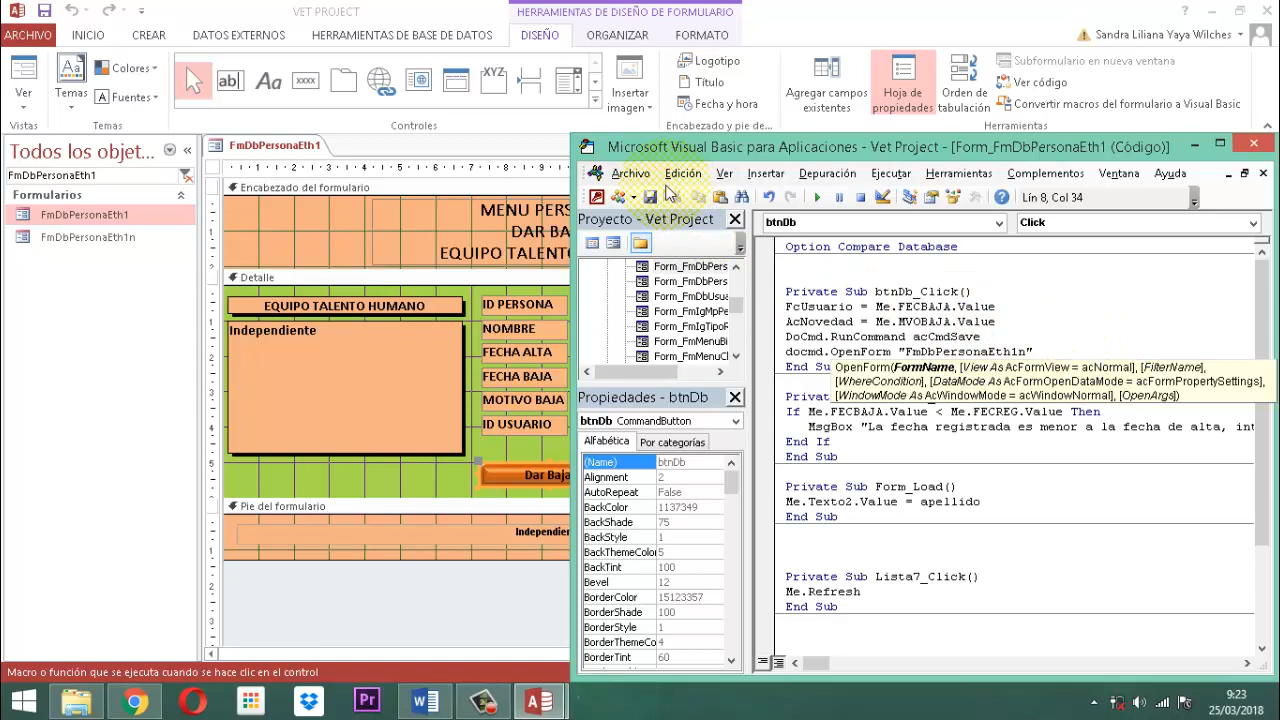 VET PROJECT
HERRAMIENTAS DE DISEÑO DE FORMULARIO
ARCHIVO
INICIO
CREAR
DATOS EXTERNOS
HERRAMIENTAS DE BASE DE DATOS
DISEÑO
ORGANIZAR
FORMATO
Sandra Liliana Yaya Wilches
Ver
Temas
Colores
Fuentes
ab
Aa
xxxx
XYZ
Insertar
imagen
Logotipo
Título
Fecha y hora
Agregar campos
existentes
Hoja de
propiedades
Orden de
tabulación
Subformulario en nueva ventana
Ver código
Convertir macros del formulario a Visual Basic
Vistas
Temas
Controles
Encabezado y pie de...
Herramientas
Todos los objet...
FmDbPersonaEth1
Formularios
FmDbPersonaEth1
FmDbPersonaEth1n
FmDbPersonaEth1
Encabezado del formulario
MENU PERS
DAR BA
EQUIPO TALENTO
Detalle
EQUIPO TALENTO HUMANO
Independiente
ID PERSONA
NOMBRE
FECHA ALTA
FECHA BAJA
MOTIVO BAJA
ID USUARIO
Dar Baja
Pie del formulario
Independien
Microsoft Visual Basic para Aplicaciones - Vet Project - [Form_FmDbPersonaEth1 (Código)]
Archivo
Edición
Ver
Insertar
Depuración
Ejecutar
Herramientas
Complementos
Ventana
Ayuda
Lín 8, Col 34
Proyecto - Vet Project
Form_FmDbPers
Form_FmDbPers
Form_FmDbUsua
Form_FmIgMpPe
Form_FmIgTipoR
Form_FmMenuBi
Form_FmMenuCl
Propiedades - btnDb
btnDb CommandButton
Alfabética
Por categorías
(Name) btnDb
Alignment 2
AutoRepeat False
BackColor 1137349
BackShade 75
BackStyle 1
BackThemeColo 5
BackTint 100
Bevel 12
BorderColor 15123357
BorderShade 100
BorderStyle 1
BorderThemeCo 4
BorderTint 60
btnDb
Click
Option Compare Database
Private Sub btnDb_Click()
FcUsuario = Me.FECBAJA.Value
AcNovedad = Me.MVOBAJA.Value
DoCmd.RunCommand acCmdSave
docmd.OpenForm "FmDbPersonaEth1n"
End Su
OpenForm(FormName, [View As AcFormView = acNormal], [FilterName],
[WhereCondition], [DataMode As AcFormOpenDataMode = acFormPropertySettings],
[WindowMode As AcWindowMode = acWindowNormal], [OpenArgs])
Privat
If Me.FECBAJA.Value < Me.FECREG.Value Then
MsgBox "La fecha registrada es menor a la fecha de alta, int
End If
End Sub
Private Sub Form_Load()
Me.Texto2.Value = apellido
End Sub
Private Sub Lista7_Click()
Me.Refresh
End Sub
Macro o función que se ejecuta cuando se hace clic en el control
9:23
25/03/2018